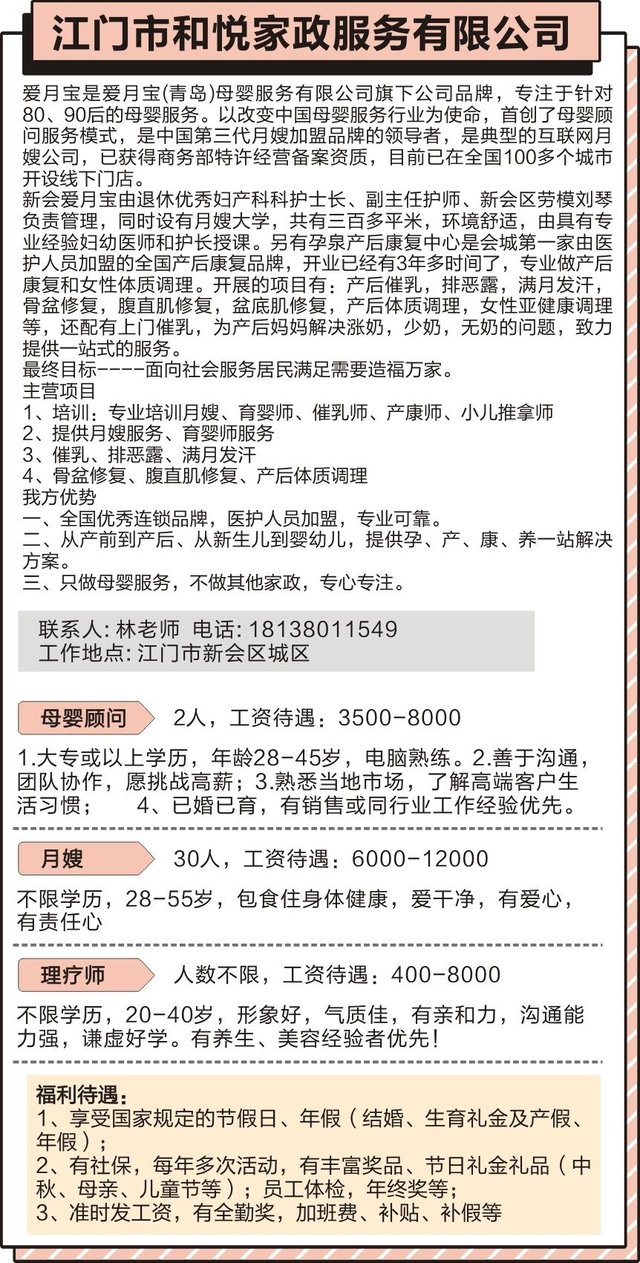 江门市和悦家政服务有限公司
爱月宝是爱月宝(青岛)母婴服务有限公司旗下公司品牌，专注于针对
80、90后的母婴服务。以改变中国母婴服务行业为使命，首创了母婴顾
问服务模式，是中国第三代月嫂加盟品牌的领导者，是典型的互联网月
嫂公司，已获得商务部特许经营备案资质，目前已在全国100多个城市
开设线下门店。
新会爱月宝由退休优秀妇产科科护士长、副主任护师、新会区劳模刘琴
负责管理，同时设有月嫂大学，共有三百多平米，环境舒适，由具有专
业经验妇幼医师和护长授课。另有孕泉产后康复中心是会城第一家由医
护人员加盟的全国产后康复品牌，开业已经有3年多时间了，专业做产后
康复和女性体质调理。开展的项目有：产后催乳，排恶露，满月发汗，
骨盆修复，腹直肌修复，盆底肌修复，产后体质调理，女性亚健康调理
等，还配有上门催乳，为产后妈妈解决涨奶，少奶，无奶的问题，致力
提供一站式的服务。
最终目标----面向社会服务居民满足需要造福万家。
主营项目
1、培训：专业培训月嫂、育婴师、催乳师、产康师、小儿推拿师
2、提供月嫂服务、育婴师服务
3、催乳、排恶露、满月发汗
4、骨盆修复、腹直肌修复、产后体质调理
我方优势
一、全国优秀连锁品牌，医护人员加盟，专业可靠。
二、从产前到产后、从新生儿到婴幼儿，提供孕、产、康、养一站解决
方案。
三、只做母婴服务，不做其他家政，专心专注。
联系人: 林老师 电话: 18138011549
工作地点: 江门市新会区城区
母婴顾问 2人，工资待遇：3500-8000
1.大专或以上学历，年龄28-45岁，电脑熟练。2.善于沟通，
团队协作，愿挑战高薪；3.熟悉当地市场，了解高端客户生
活习惯； 4、已婚已育，有销售或同行业工作经验优先。
月嫂 30人，工资待遇：6000-12000
不限学历，28-55岁，包食住身体健康，爱干净，有爱心，
有责任心
理疗师 人数不限，工资待遇：400-8000
不限学历，20-40岁，形象好，气质佳，有亲和力，沟通能
力强，谦虚好学。有养生、美容经验者优先！
福利待遇：
1、享受国家规定的节假日、年假（结婚、生育礼金及产假、
年假）；
2、有社保，每年多次活动，有丰富奖品、节日礼金礼品（中
秋、母亲、儿童节等）；员工体检，年终奖等；
3、准时发工资，有全勤奖，加班费、补贴、补假等